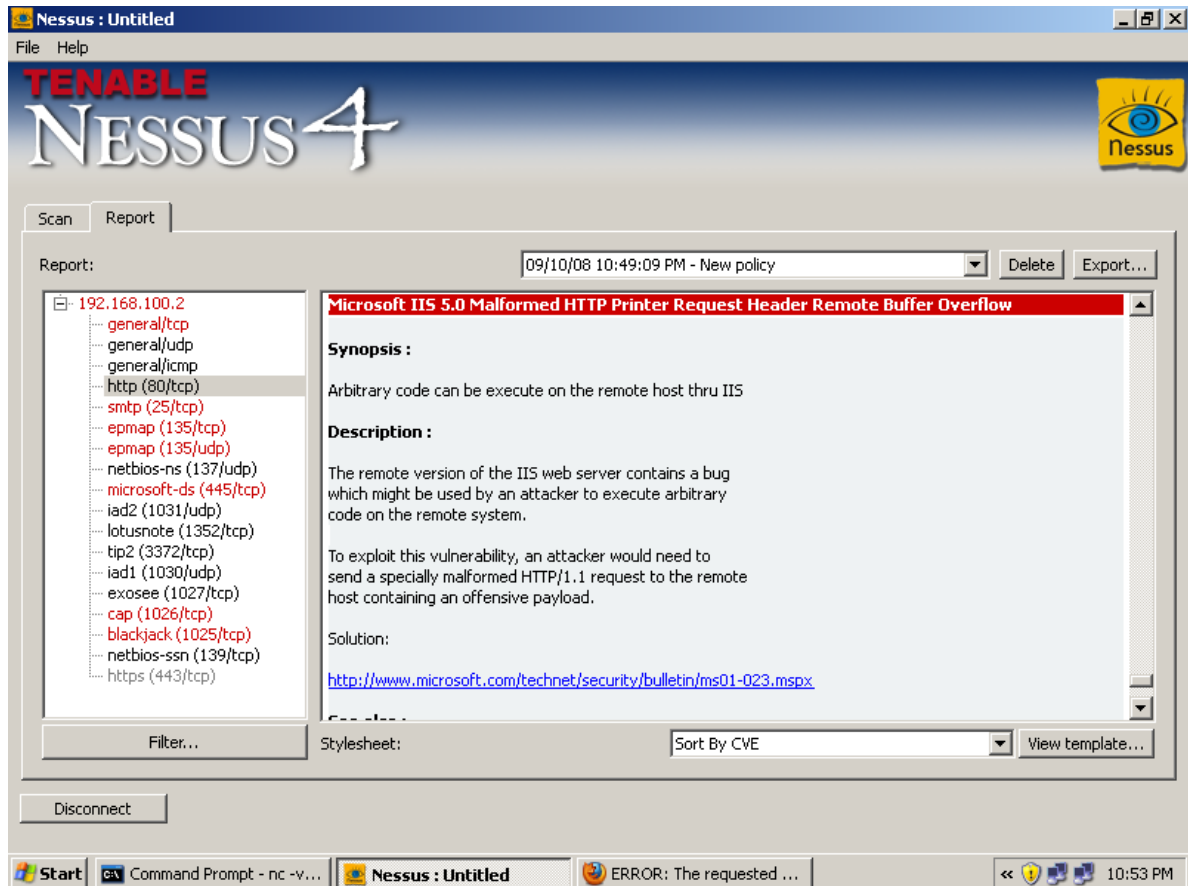 Nessus : Untitled
File Help
TENABLE
NESSUS 4
Nessus
Scan Report
Report: 09/10/08 10:49:09 PM - New policy Delete Export...
192.168.100.2
general/tcp
general/udp
general/icmp
http (80/tcp)
smtp (25/tcp)
epmap (135/tcp)
epmap (135/udp)
netbios-ns (137/udp)
microsoft-ds (445/tcp)
iad2 (1031/udp)
lotusnote (1352/tcp)
tip2 (3372/tcp)
iad1 (1030/udp)
exosee (1027/tcp)
cap (1026/tcp)
blackjack (1025/tcp)
netbios-ssn (139/tcp)
https (443/tcp)
Microsoft IIS 5.0 Malformed HTTP Printer Request Header Remote Buffer Overflow
Synopsis :
Arbitrary code can be execute on the remote host thru IIS
Description :
The remote version of the IIS web server contains a bug
which might be used by an attacker to execute arbitrary
code on the remote system.
To exploit this vulnerability, an attacker would need to
send a specially malformed HTTP/1.1 request to the remote
host containing an offensive payload.
Solution:
http://www.microsoft.com/technet/security/bulletin/ms01-023.mspx
Filter... Stylesheet: Sort By CVE View template...
Disconnect
Start Command Prompt - nc -v... Nessus : Untitled ERROR: The requested ... « 10:53 PM